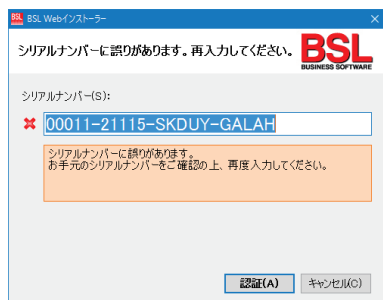 BSL BSL Webインストーラー
シリアルナンバーに誤りがあります。再入力してください。
BSL
BUSINESS SOFTWARE
シリアルナンバー(S):
00011-21115-SKDUY-GALAH
シリアルナンバーに誤りがあります。
お手元のシリアルナンバーをご確認の上、再度入力してください。
認証(A) キャンセル(C)